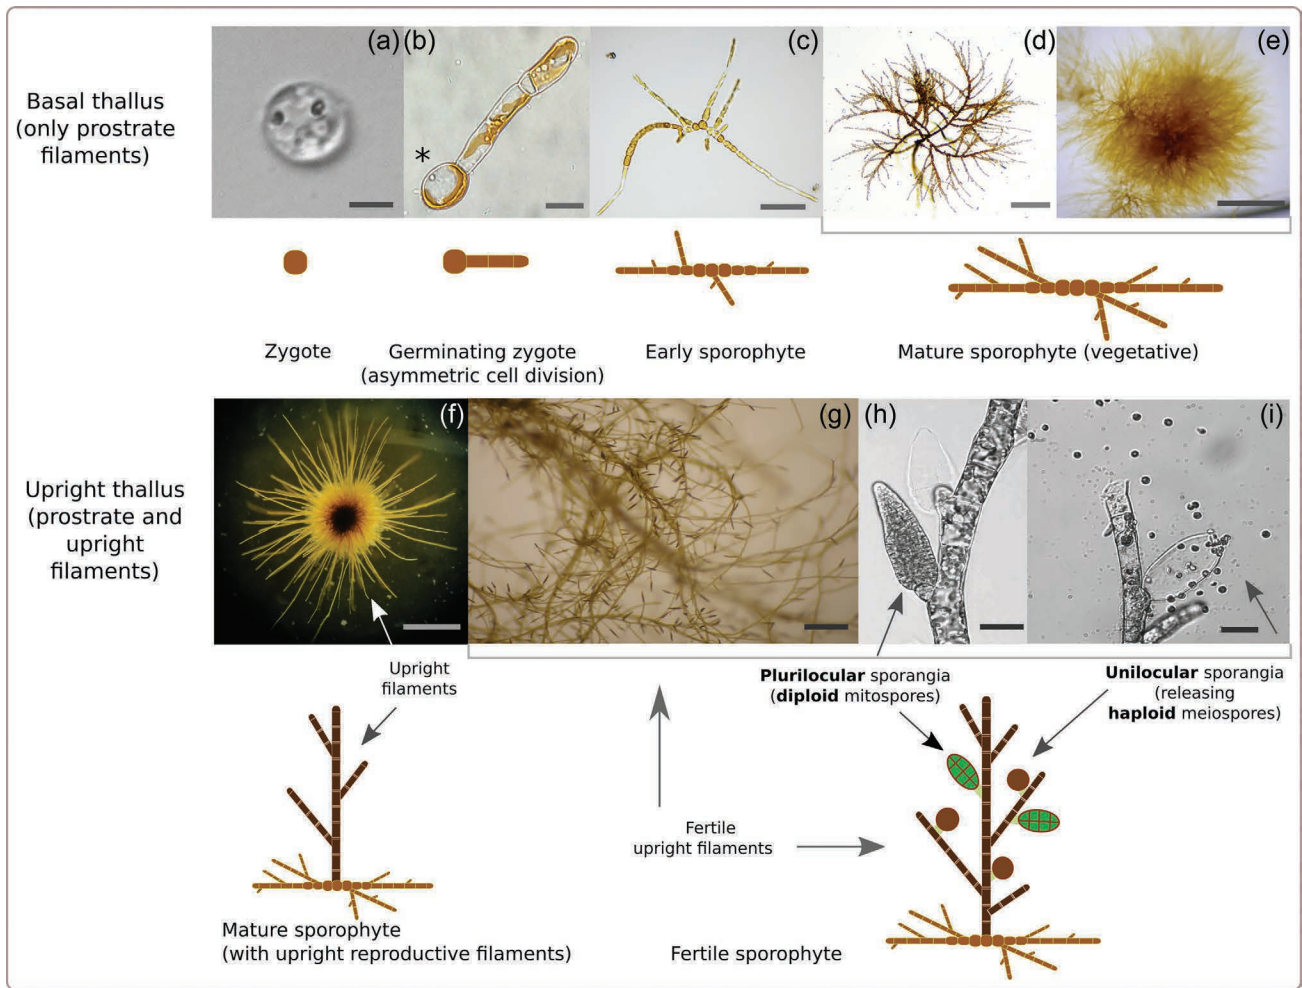 Basal thallus
(only prostrate
filaments)
(a)
(b)
*
(c)
(d)
(e)
Zygote
Germinating zygote
(asymmetric cell division)
Early sporophyte
Mature sporophyte (vegetative)
Upright thallus
(prostrate and
upright
filaments)
(f)
(g)
(h)
(i)
Upright
filaments
Plurilocular sporangia
(diploid mitospores)
Unilocular sporangia
(releasing
haploid meiospores)
Fertile
upright filaments
Mature sporophyte
(with upright reproductive filaments)
Fertile sporophyte